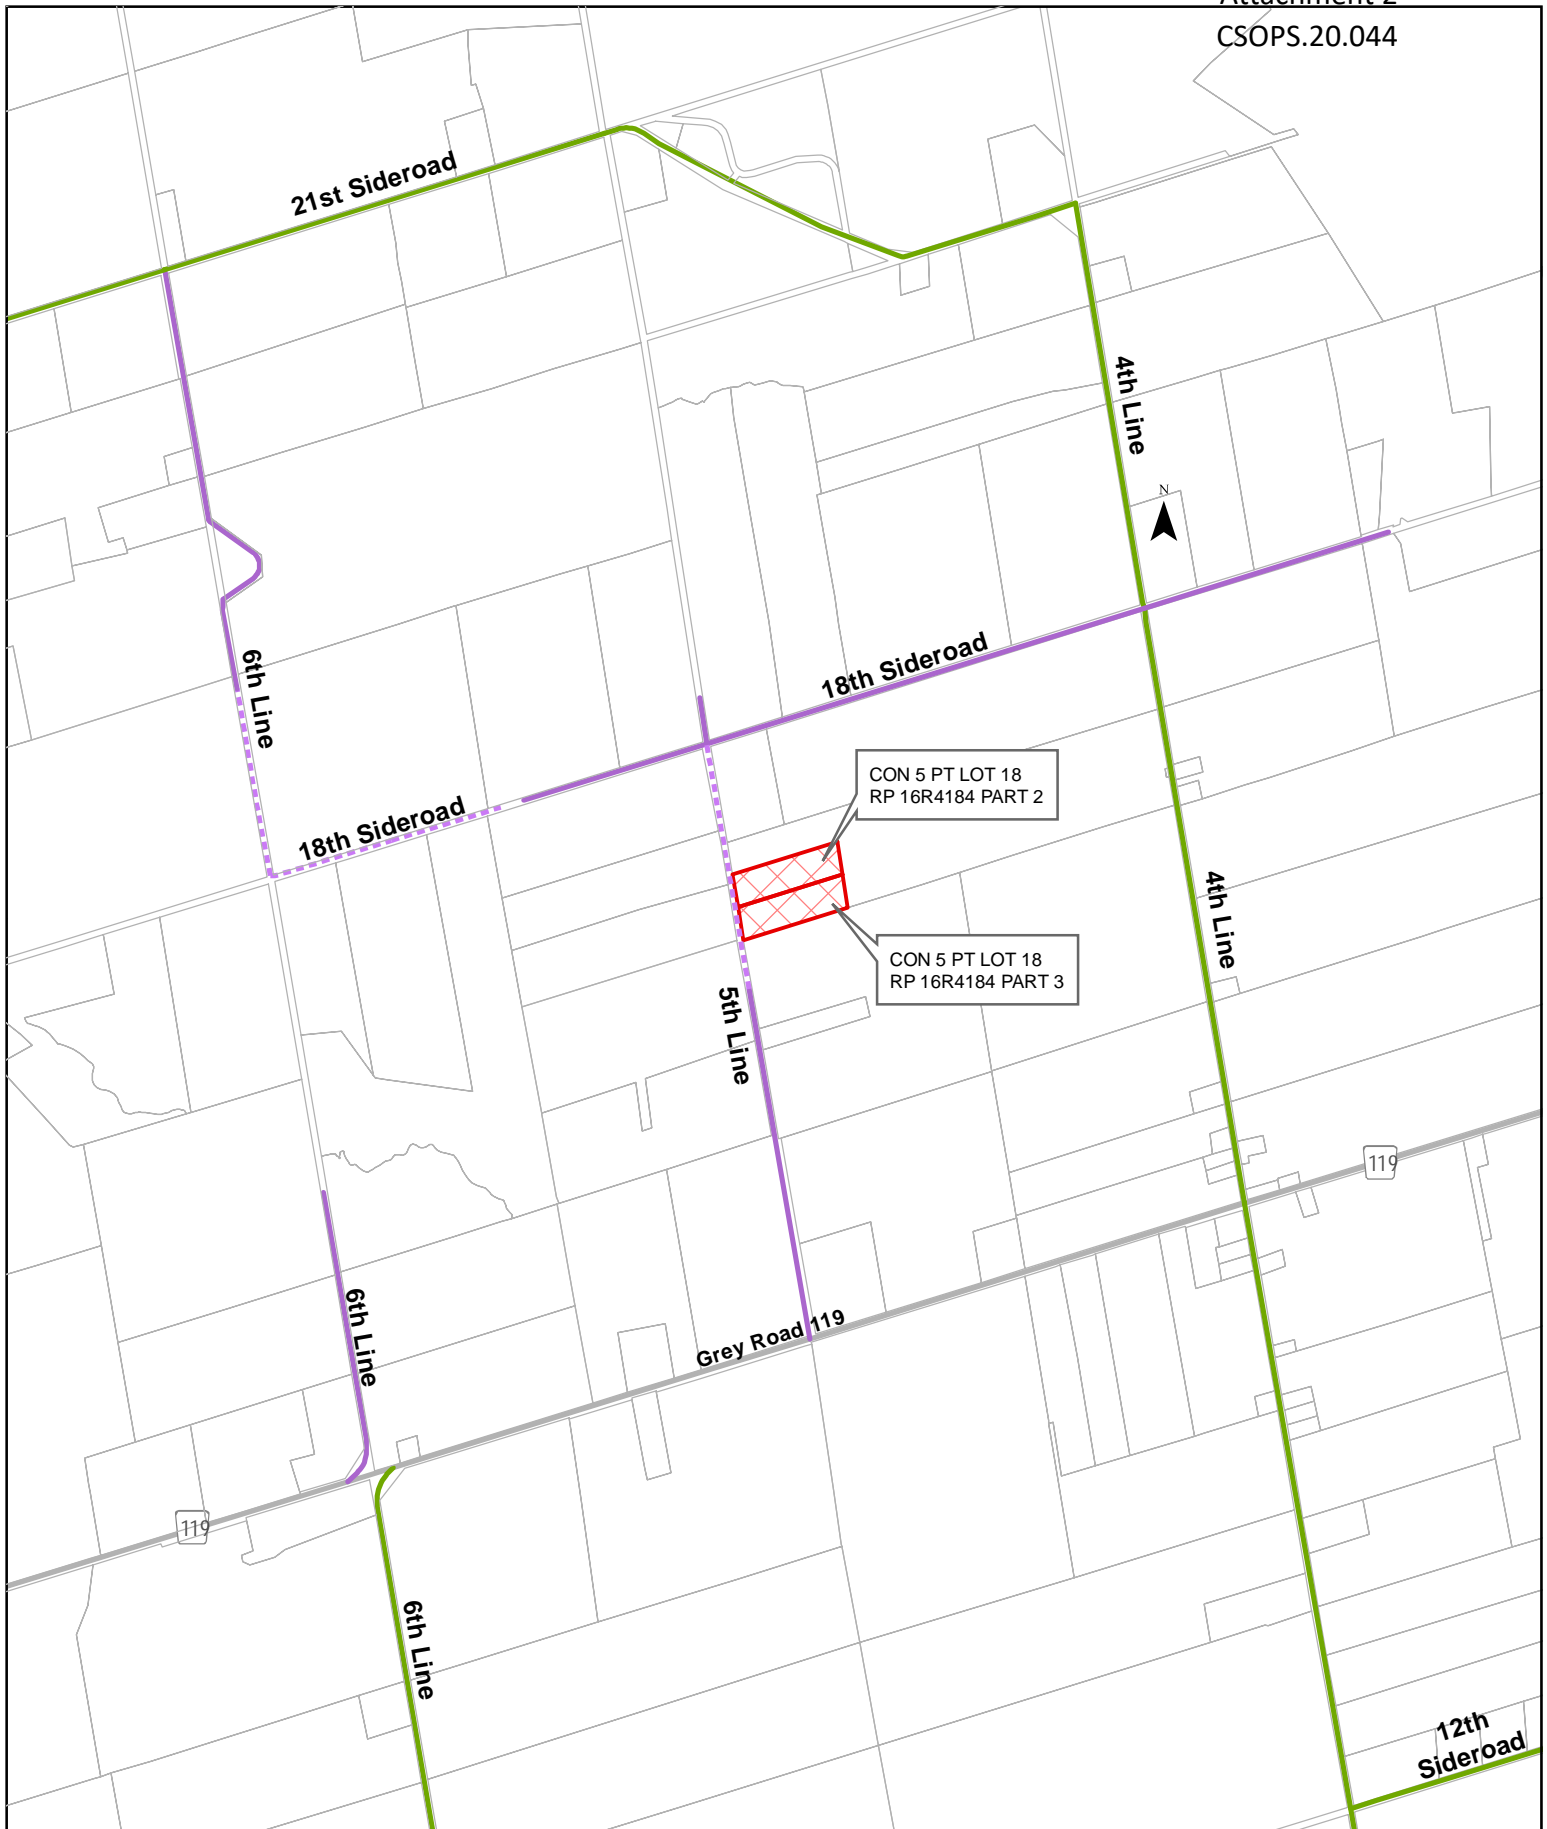 Attachment 2
CSOPS.20.044
21st Sideroad
4th Line
N
6th Line
18th Sideroad
CON 5 PT LOT 18
RP 16R4184 PART 2
18th Sideroad
4th Line
CON 5 PT LOT 18
RP 16R4184 PART 3
5th Line
119
6th Line
Grey Road 119
119
6th Line
12th
Sideroad